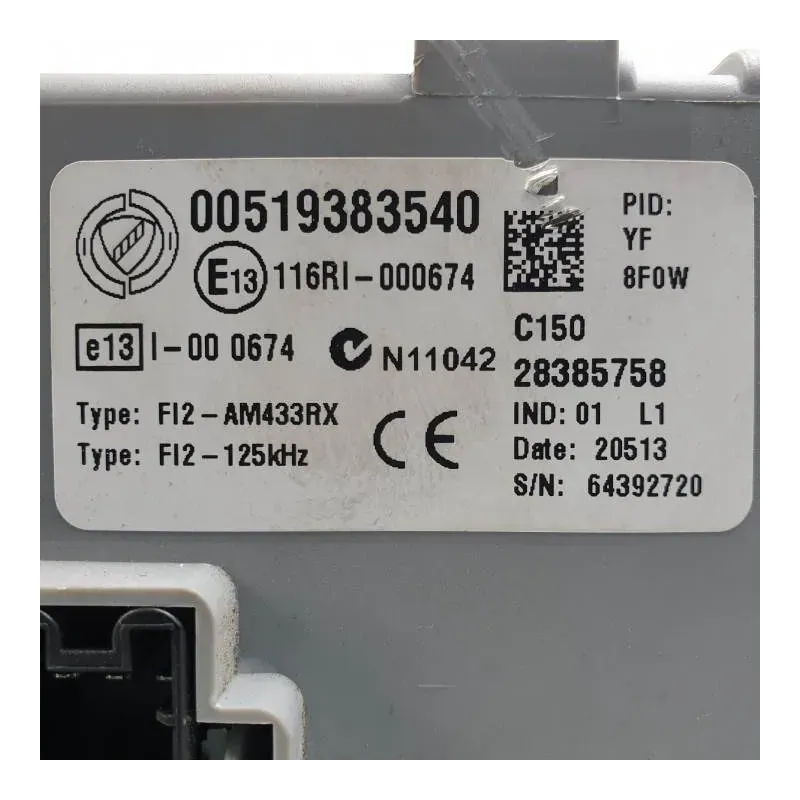 00519383540
E13 116RI-000674
e13 I-00 0674 N11042
Type: FI2-AM433RX
Type: FI2-125kHz
CE
PID:
YF
8F0W
C150
28385758
IND: 01 L1
Date: 20513
S/N: 64392720